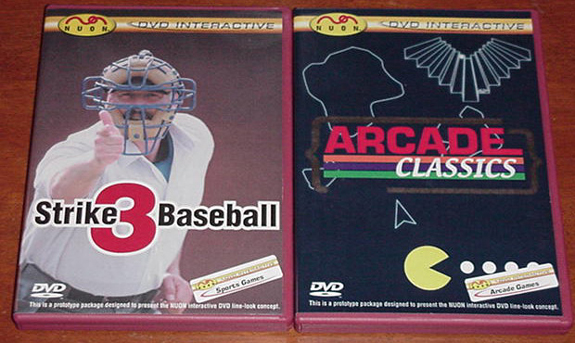 NUON
DVD INTERACTIVE
Strike 3 Baseball
DVD
Sports Games
This is a prototype package designed to present the NUON interactive DVD line-look concept.
NUON
DVD INTERACTIVE
ARCADE
CLASSICS
DVD
Arcade Games
This is a prototype package designed to present the NUON interactive DVD line-look concept.